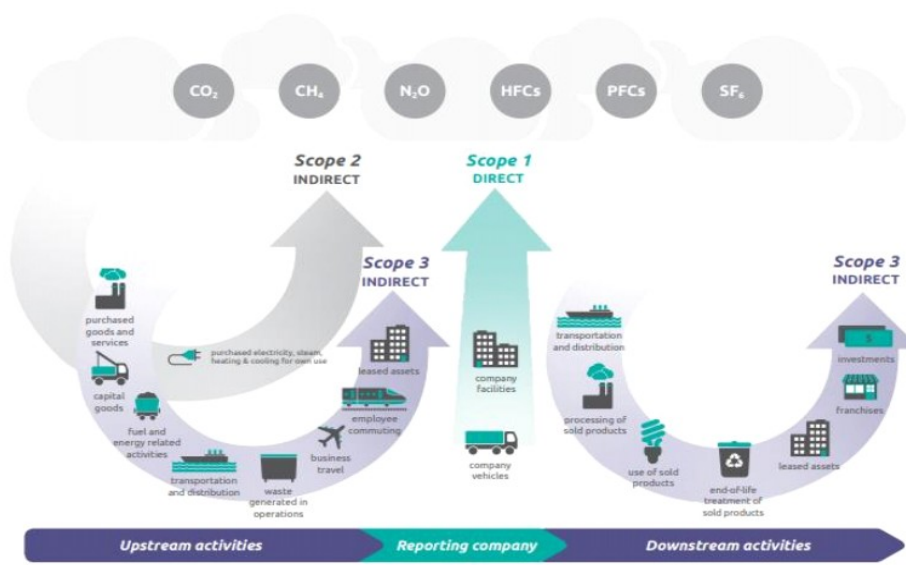 CO₂
CH₄
N₂O
HFCs
PFCs
SF₆
Scope 2
INDIRECT
Scope 1
DIRECT
Scope 3
INDIRECT
Scope 3
INDIRECT
purchased
goods and
services
capital
goods
fuel and
energy related
activities
transportation
and distribution
waste
generated in
operations
business
travel
employee
commuting
leased assets
purchased electricity, steam,
heating & cooling for own use
company
facilities
company
vehicles
transportation
and distribution
processing of
sold products
use of sold
products
end-of-life
treatment of
sold products
leased assets
franchises
investments
$
Upstream activities
Reporting company
Downstream activities